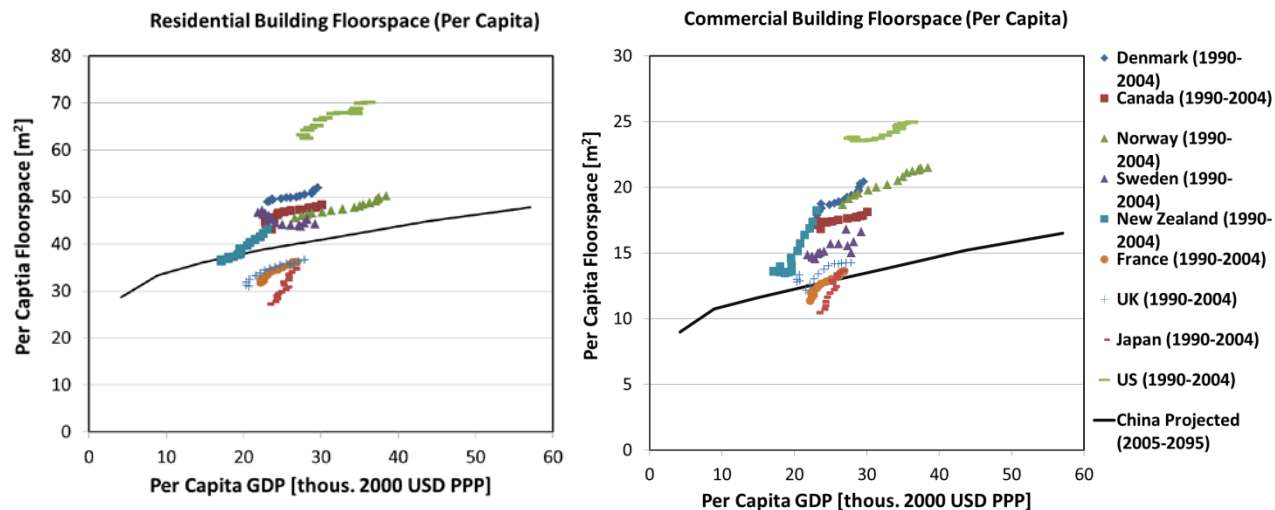 Residential Building Floorspace (Per Capita)
80
70
60
50
40
30
20
10
0
0 10 20 30 40 50 60
Per Captia Floorspace [m²]
Per Capita GDP [thous. 2000 USD PPP]
Commercial Building Floorspace (Per Capita)
30
25
20
15
10
5
0
0 10 20 30 40 50 60
Per Capita Floorspace [m²]
Per Capita GDP [thous. 2000 USD PPP]
Denmark (1990-
2004)
Canada (1990-2004)
Norway (1990-
2004)
Sweden (1990-
2004)
New Zealand (1990-
2004)
France (1990-2004)
UK (1990-2004)
Japan (1990-2004)
US (1990-2004)
China Projected
(2005-2095)